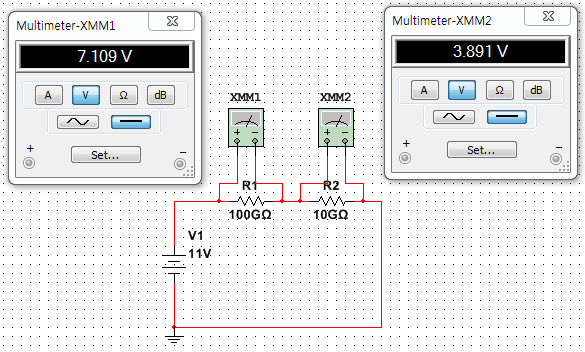 Multimeter-XMM1
7.109 V
A V Ω dB
+ −
Set...
Multimeter-XMM2
3.891 V
A V Ω dB
+ −
Set...
XMM1 XMM2
+ − + −
R1 R2
100GΩ 10GΩ
V1
11V